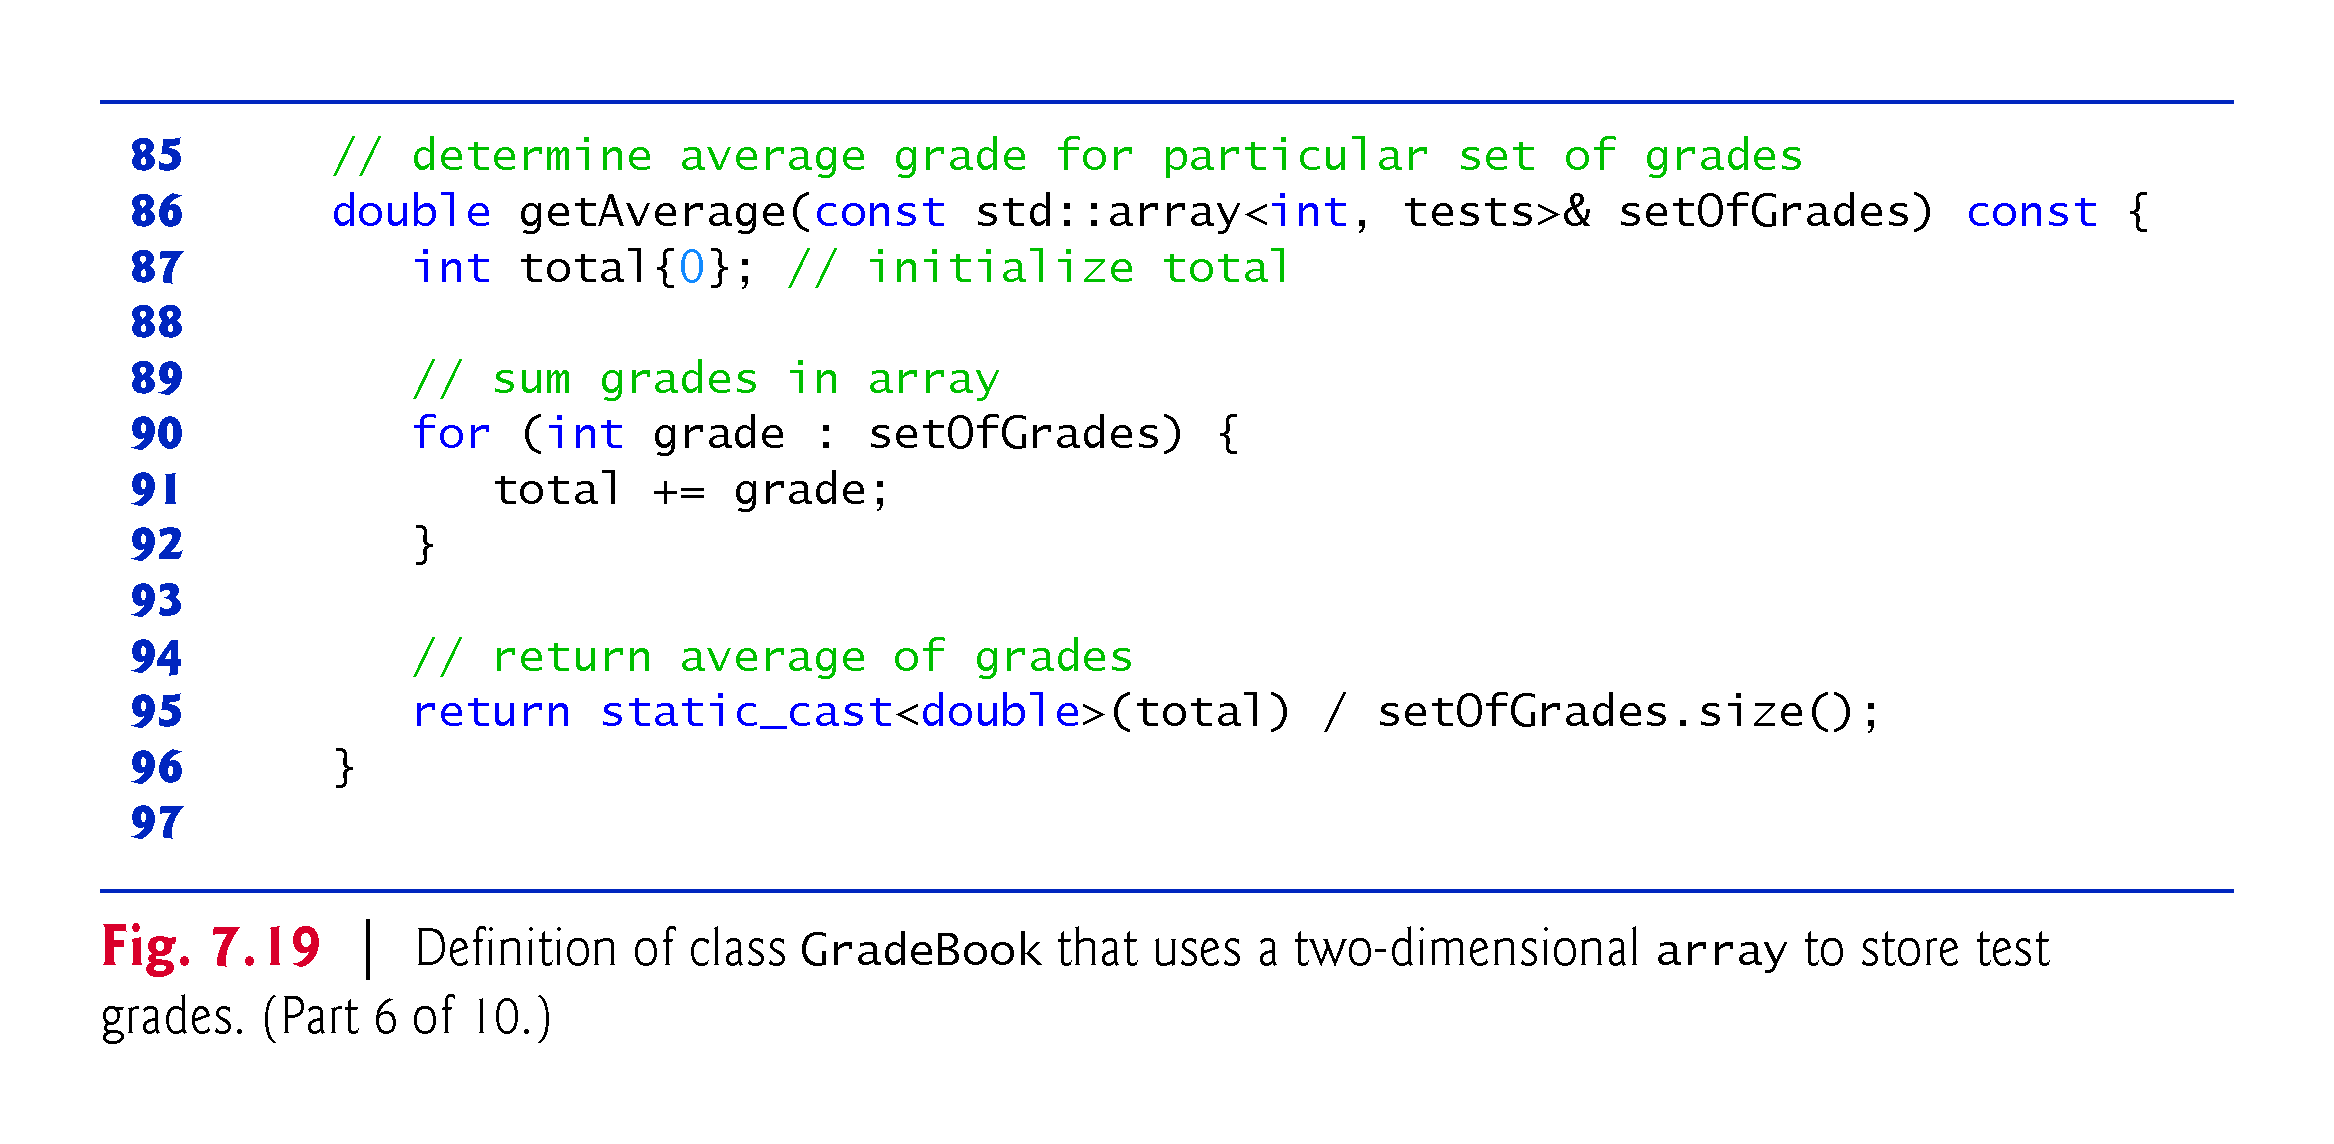 85 // determine average grade for particular set of grades
86 double getAverage(const std::array<int, tests>& setOfGrades) const {
87 int total{0}; // initialize total
88
89 // sum grades in array
90 for (int grade : setOfGrades) {
91 total += grade;
92 }
93
94 // return average of grades
95 return static_cast<double>(total) / setOfGrades.size();
96 }
97
Fig. 7.19 | Definition of class GradeBook that uses a two-dimensional array to store test
grades. (Part 6 of 10.)